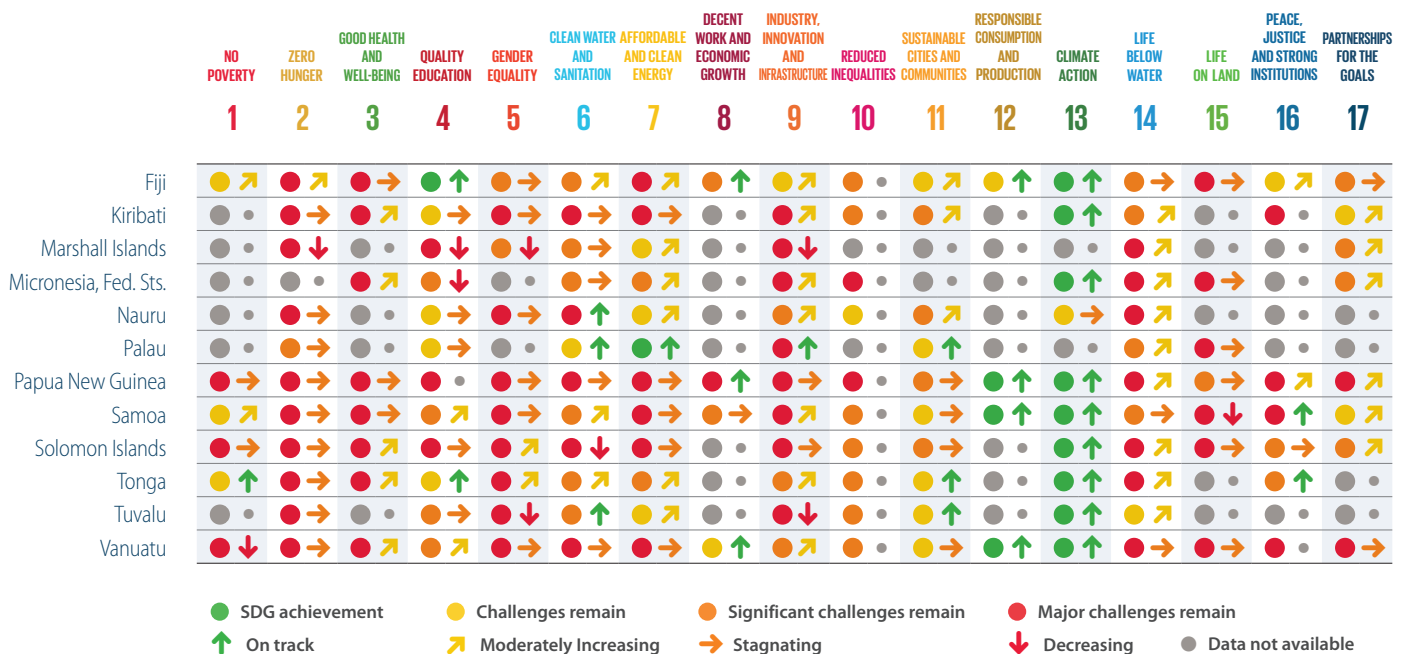 NO POVERTY
ZERO HUNGER
GOOD HEALTH AND WELL-BEING
QUALITY EDUCATION
GENDER EQUALITY
CLEAN WATER AND SANITATION
AFFORDABLE AND CLEAN ENERGY
DECENT WORK AND ECONOMIC GROWTH
INDUSTRY, INNOVATION AND INFRASTRUCTURE
REDUCED INEQUALITIES
SUSTAINABLE CITIES AND COMMUNITIES
RESPONSIBLE CONSUMPTION AND PRODUCTION
CLIMATE ACTION
LIFE BELOW WATER
LIFE ON LAND
PEACE, JUSTICE AND STRONG INSTITUTIONS
PARTNERSHIPS FOR THE GOALS
1 2 3 4 5 6 7 8 9 10 11 12 13 14 15 16 17
Fiji
Kiribati
Marshall Islands
Micronesia, Fed. Sts.
Nauru
Palau
Papua New Guinea
Samoa
Solomon Islands
Tonga
Tuvalu
Vanuatu
SDG achievement Challenges remain Significant challenges remain Major challenges remain
On track Moderately Increasing Stagnating Decreasing Data not available